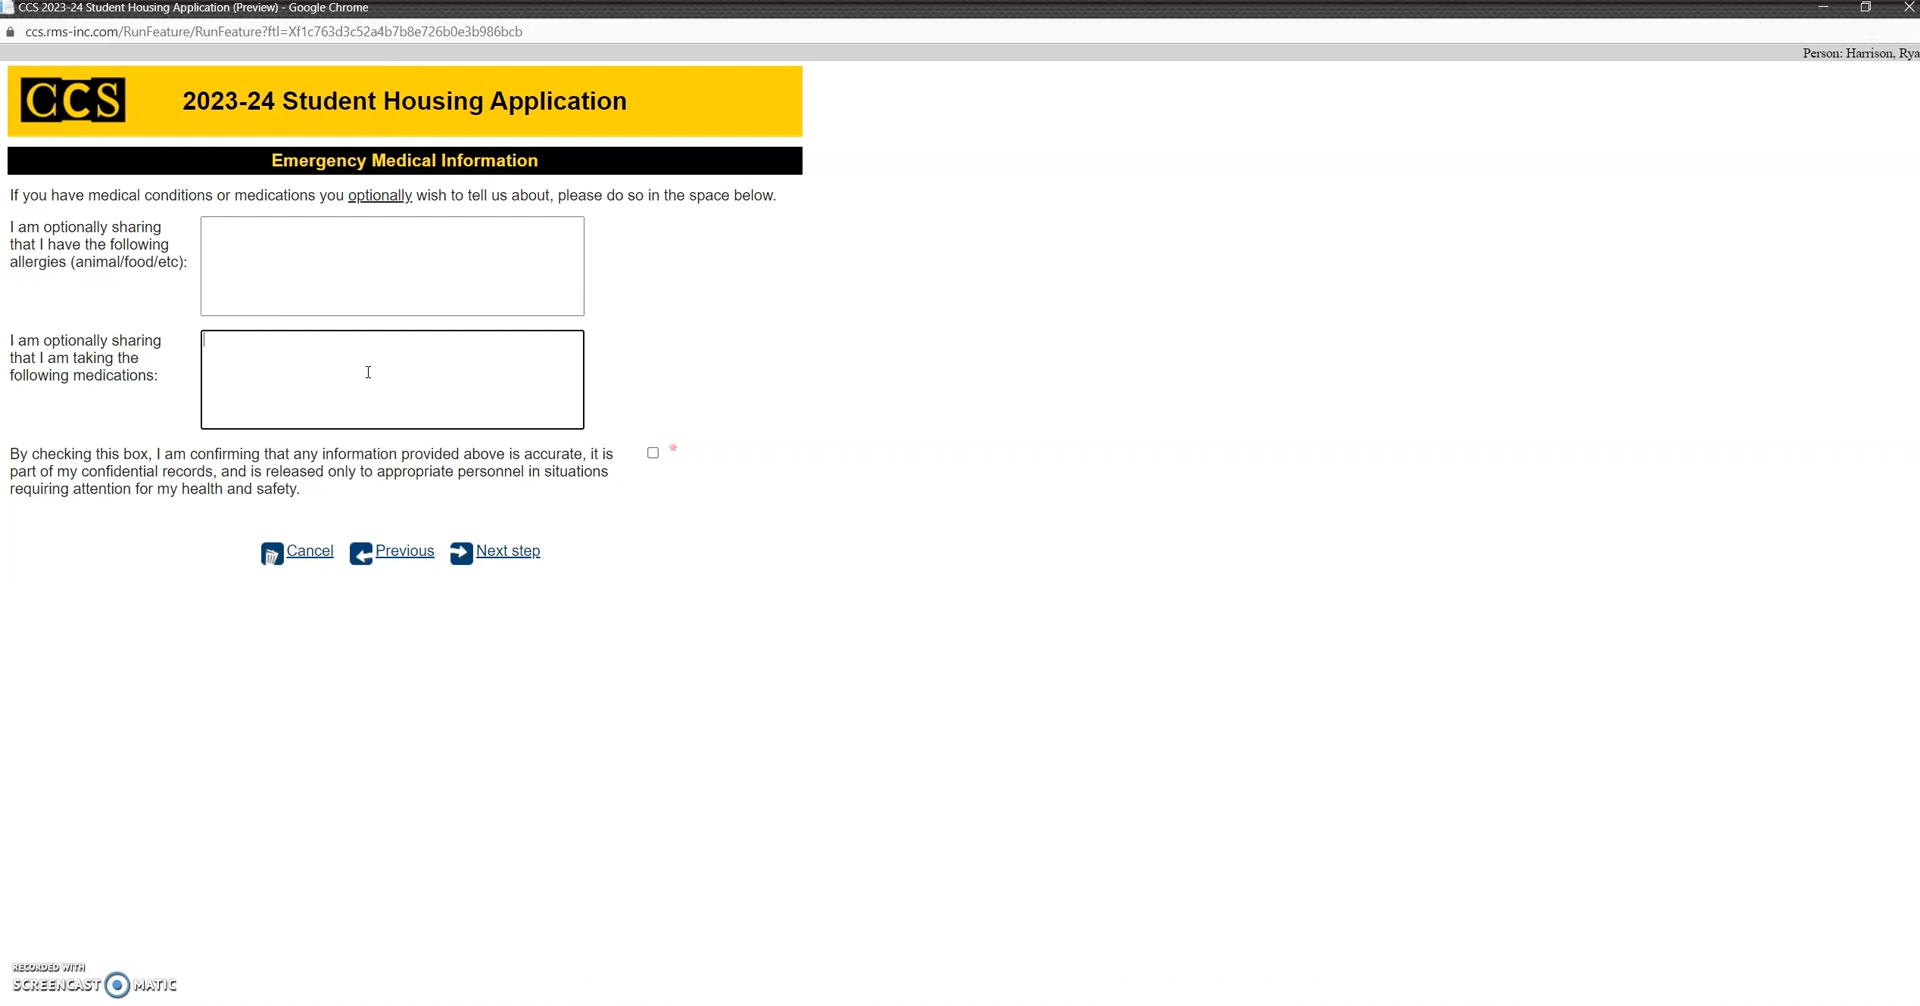 CCS 2023-24 Student Housing Application (Preview) - Google Chrome
ccs.rms-inc.com/RunFeature/RunFeature?ftl=Xf1c763d3c52a4b7b8e726b0e3b986bcb
Person: Harrison, Rya
CCS
2023-24 Student Housing Application
Emergency Medical Information
If you have medical conditions or medications you optionally wish to tell us about, please do so in the space below.
I am optionally sharing
that I have the following
allergies (animal/food/etc):
I am optionally sharing
that I am taking the
following medications:
By checking this box, I am confirming that any information provided above is accurate, it is
part of my confidential records, and is released only to appropriate personnel in situations
requiring attention for my health and safety.
*
Cancel Previous Next step
RECORDED WITH
SCREENCAST MATIC